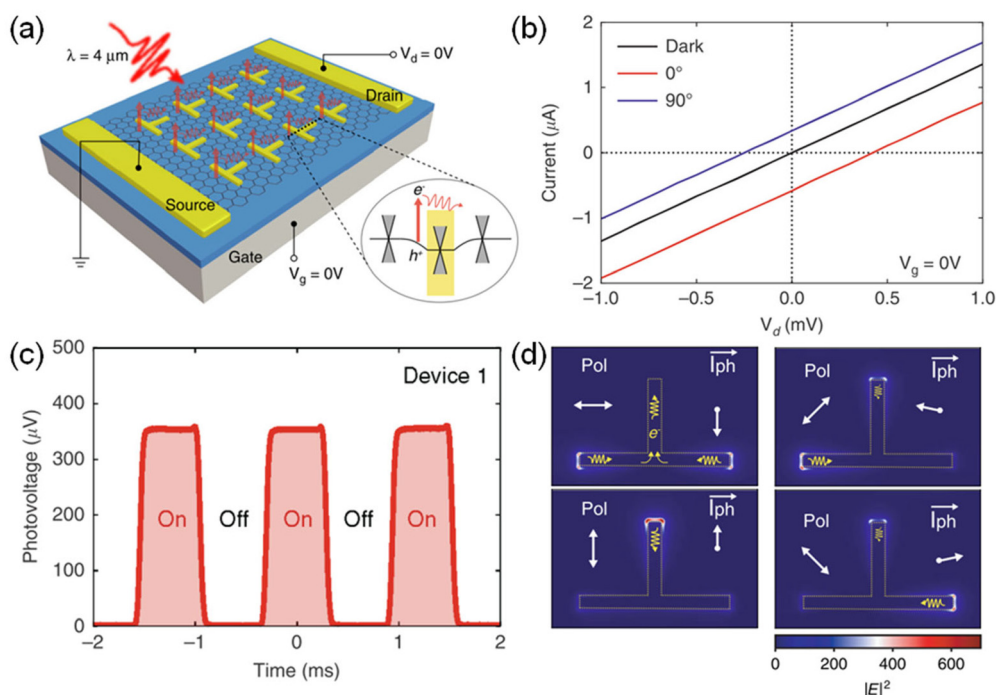 (a)
λ = 4 μm
V_d = 0V
Drain
Source
Gate
V_g = 0V
e⁻
h⁺
(b)
Current (μA)
2
1
0
−1
−2
Dark
0°
90°
V_g = 0V
−1.0
−0.5
0.0
0.5
1.0
V_d (mV)
(c)
Photovoltage (μV)
500
400
300
200
100
0
Device 1
On
Off
On
Off
On
−2
−1
0
1
2
Time (ms)
(d)
Pol
I_ph
e⁻
Pol
I_ph
Pol
I_ph
Pol
I_ph
0
200
400
600
|E|²